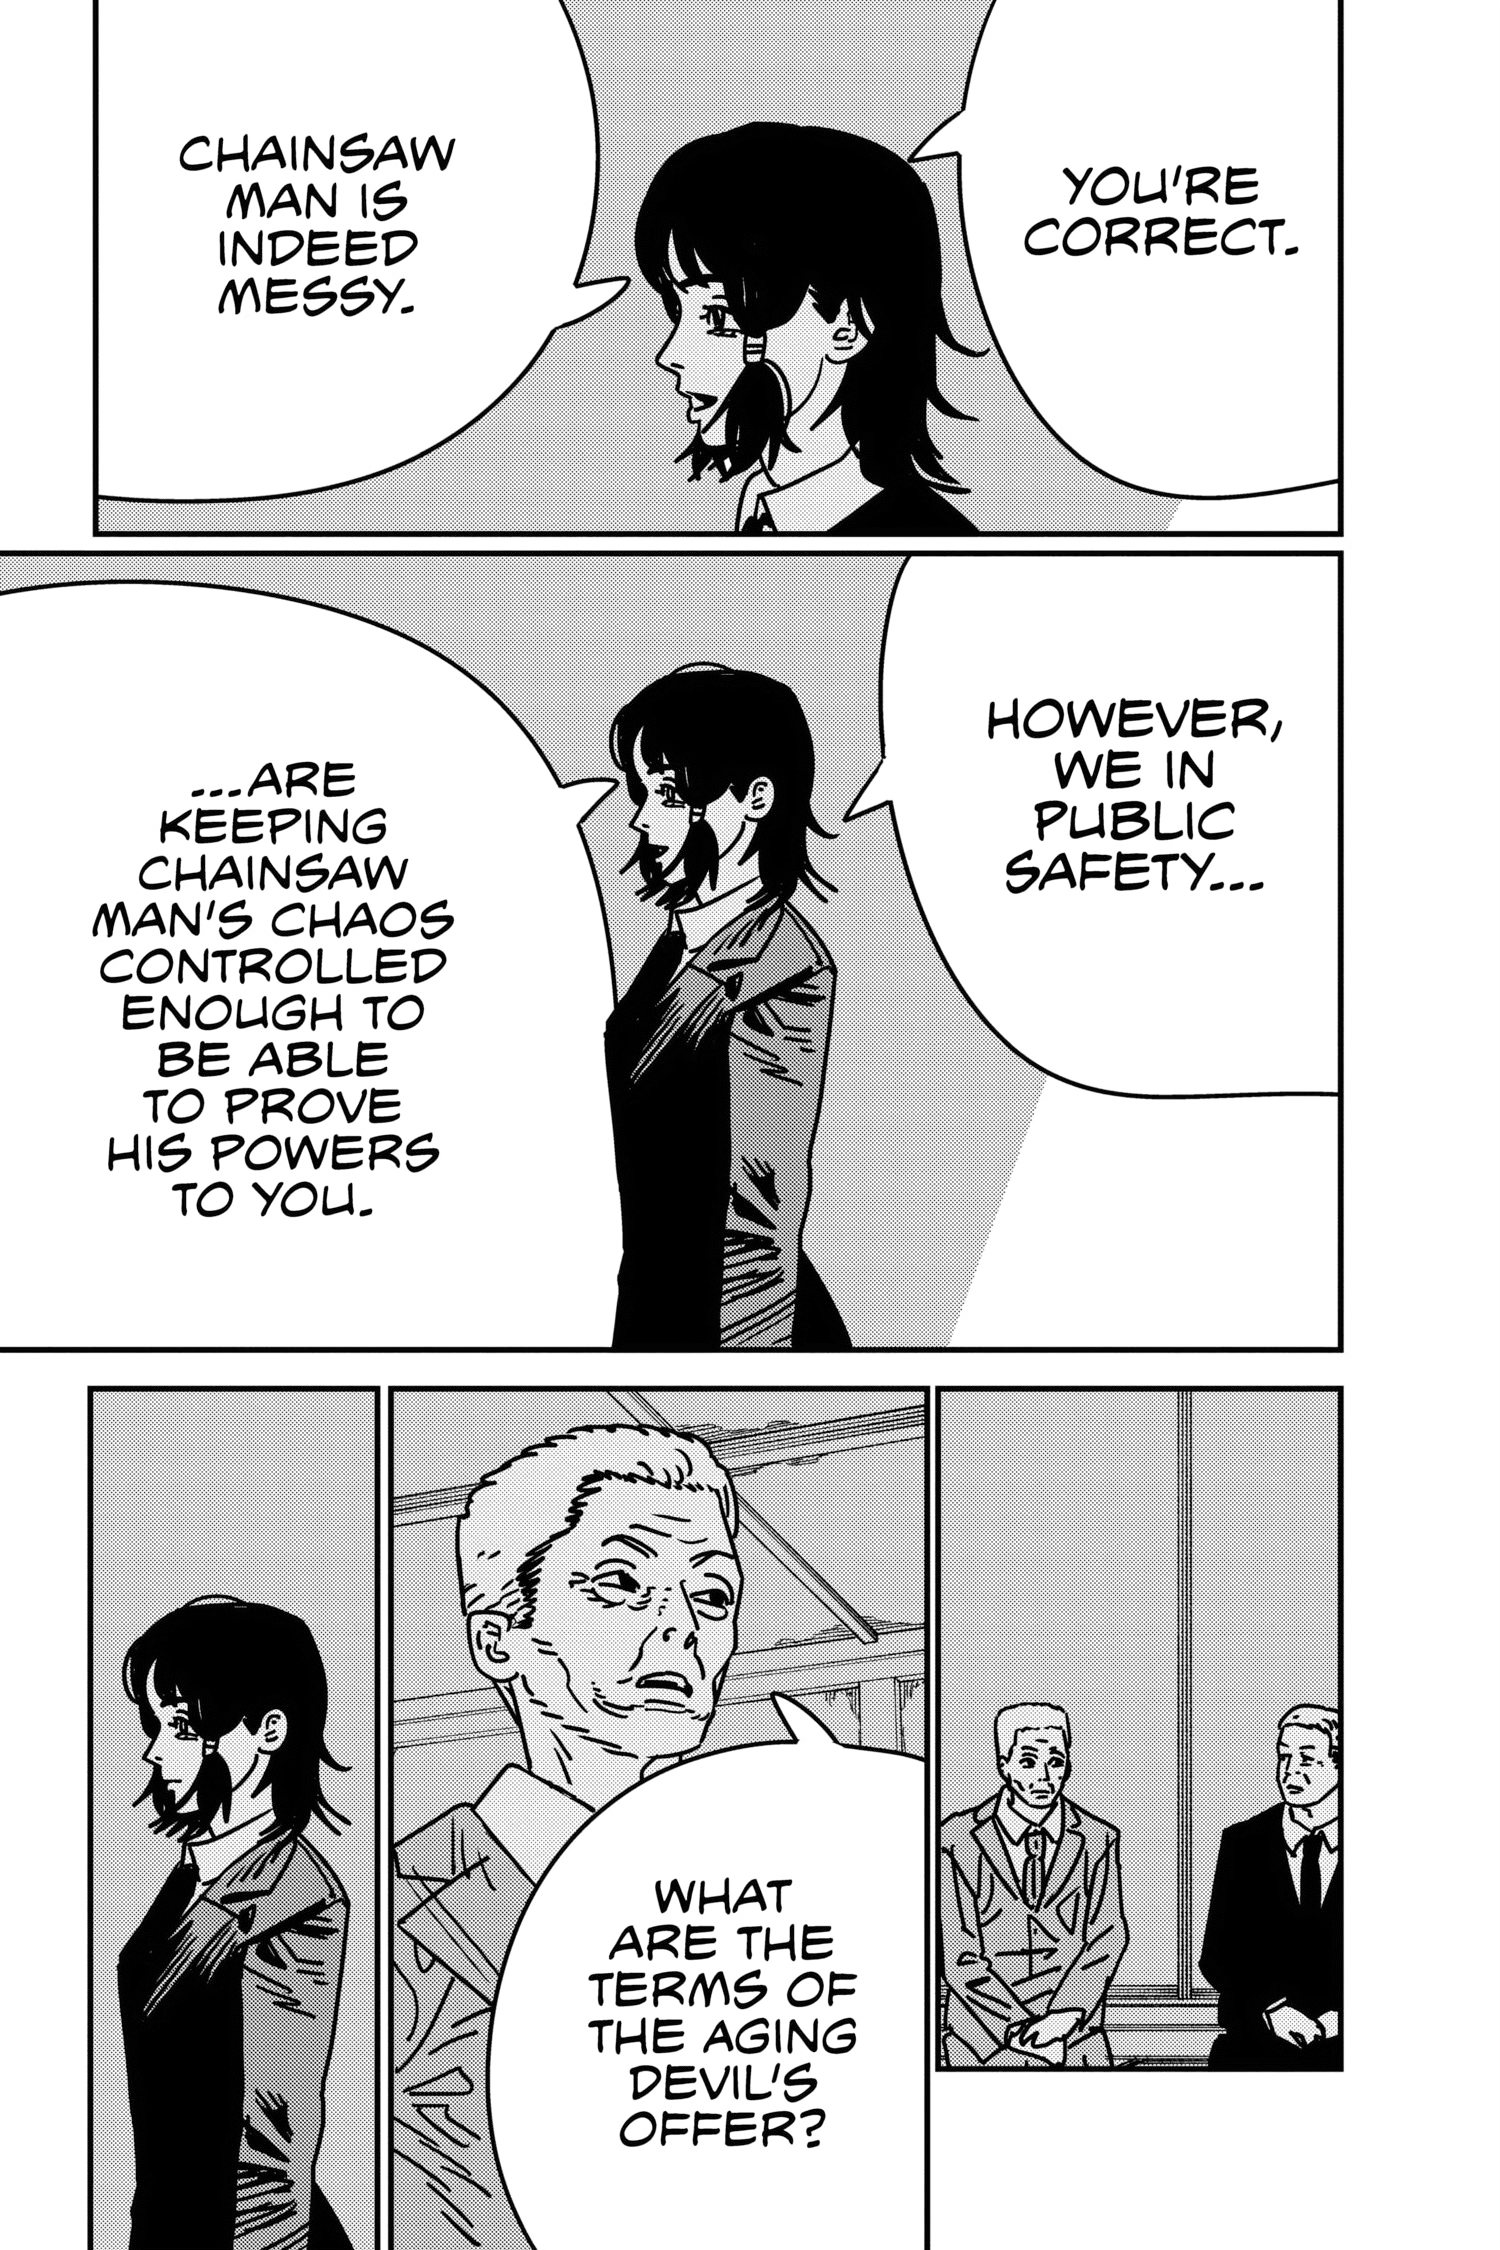 YOU'RE
CORRECT.
CHAINSAW
MAN IS
INDEED
MESSY.
HOWEVER,
WE IN
PUBLIC
SAFETY...
...ARE
KEEPING
CHAINSAW
MAN'S CHAOS
CONTROLLED
ENOUGH TO
BE ABLE
TO PROVE
HIS POWERS
TO YOU.
WHAT
ARE THE
TERMS OF
THE AGING
DEVIL'S
OFFER?